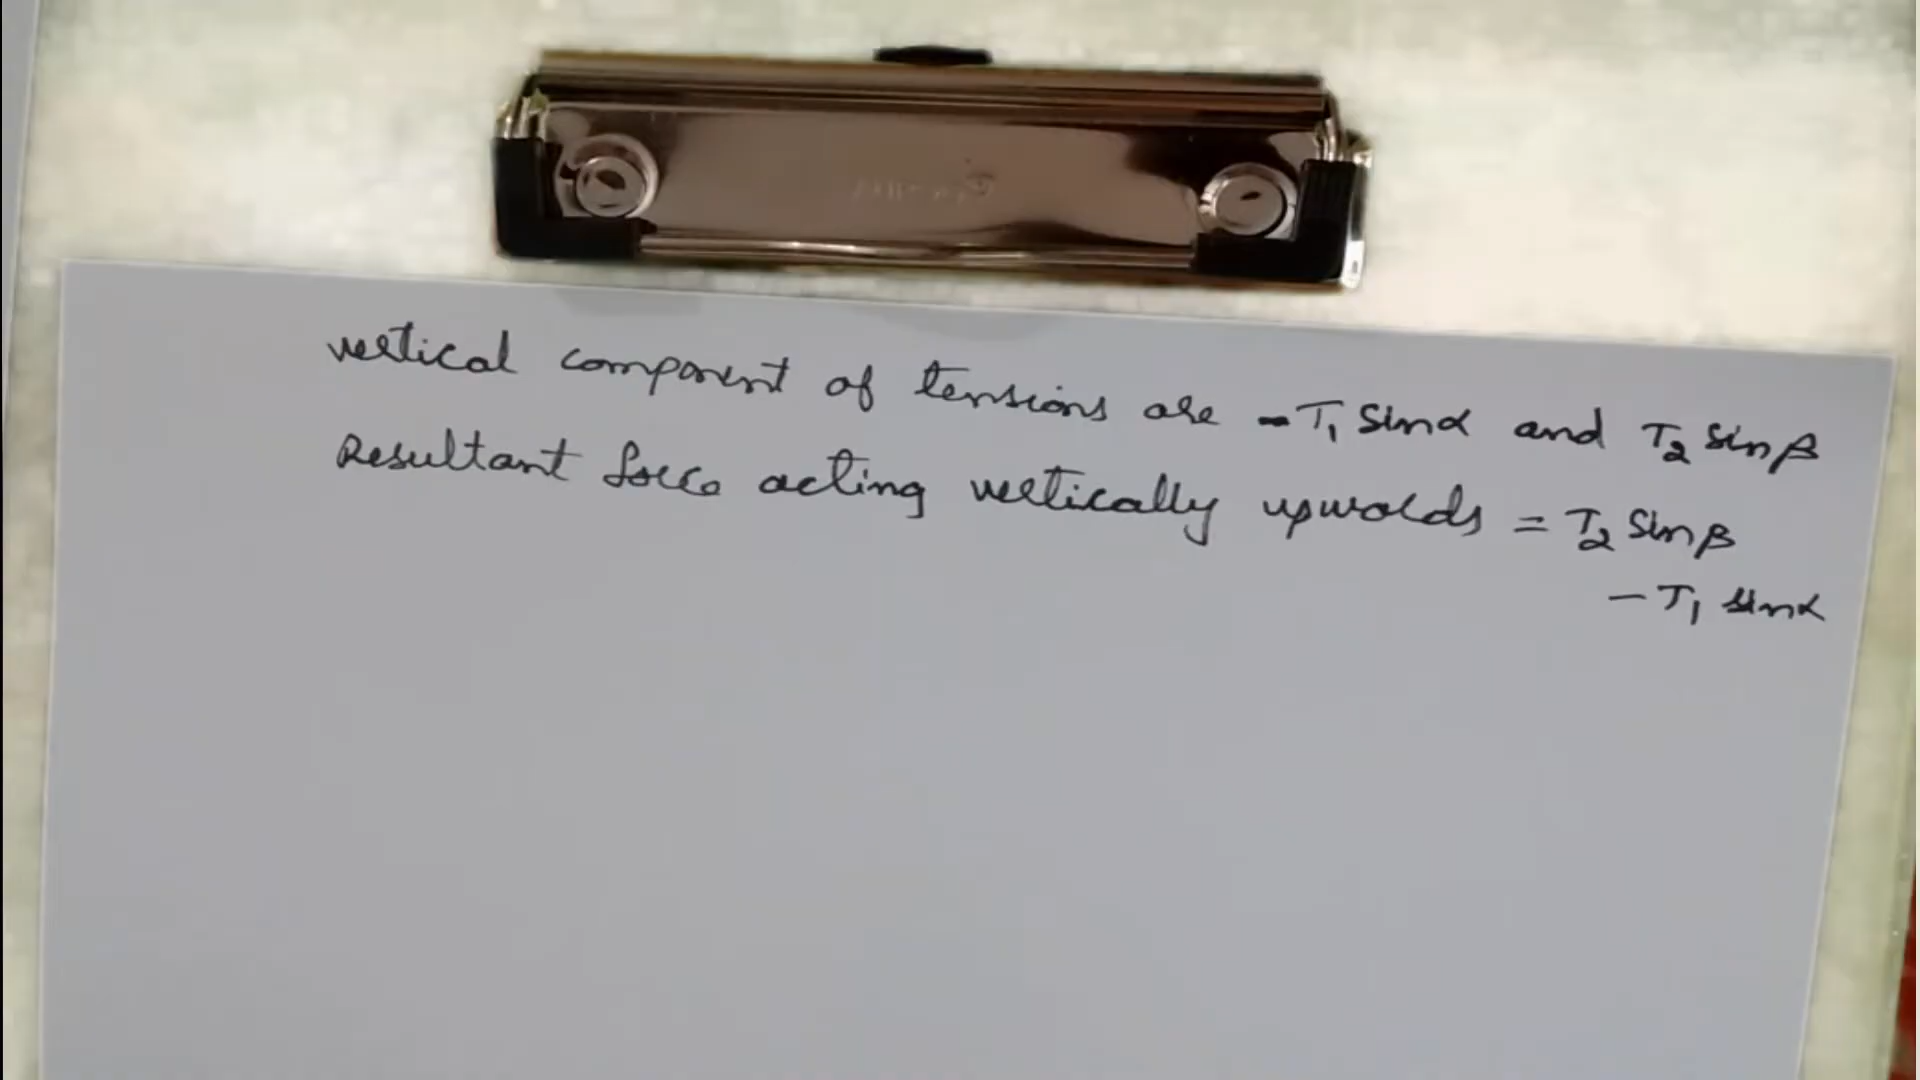 vertical component of tensions are -T₁ sinα and T₂ sinβ
Resultant force acting vertically upwards = T₂ sinβ
- T₁ sinα